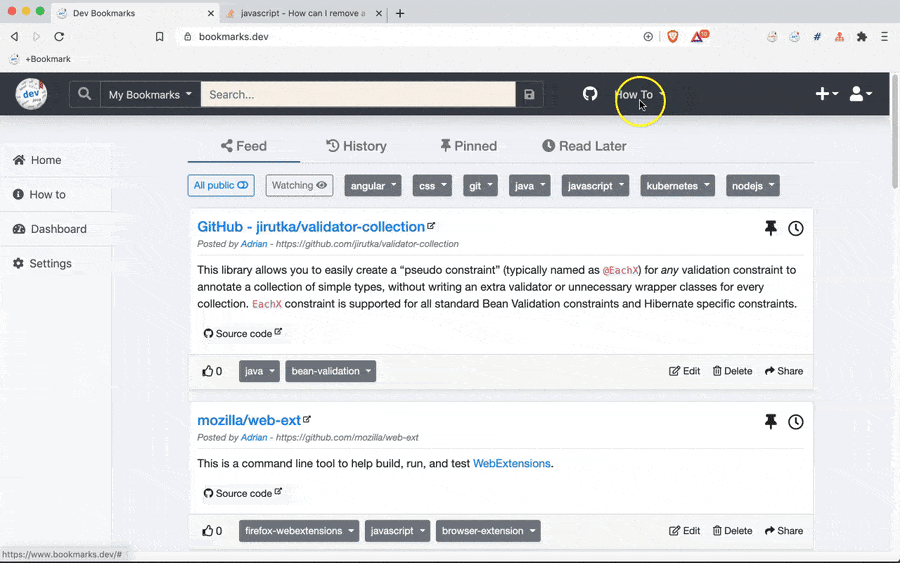 Dev Bookmarks
javascript - How can I remove a
bookmarks.dev
10
+Bookmark
dev
My Bookmarks
Search...
How To
Feed
History
Pinned
Read Later
Home
How to
Dashboard
Settings
All public
Watching
angular
css
git
java
javascript
kubernetes
nodejs
GitHub - jirutka/validator-collection
Posted by Adrian - https://github.com/jirutka/validator-collection
This library allows you to easily create a “pseudo constraint” (typically named as @EachX) for any validation constraint to
annotate a collection of simple types, without writing an extra validator or unnecessary wrapper classes for every
collection. EachX constraint is supported for all standard Bean Validation constraints and Hibernate specific constraints.
Source code
0
java
bean-validation
Edit
Delete
Share
mozilla/web-ext
Posted by Adrian - https://github.com/mozilla/web-ext
This is a command line tool to help build, run, and test WebExtensions.
Source code
0
firefox-webextensions
javascript
browser-extension
Edit
Delete
Share
https://www.bookmarks.dev/#